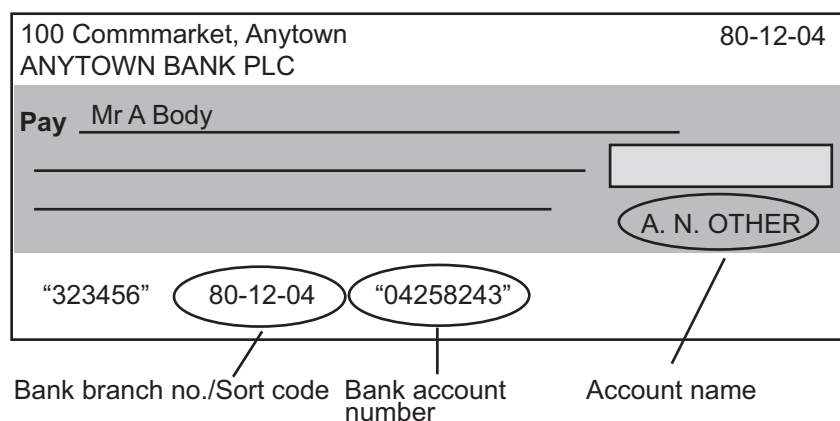 100 Commmarket, Anytown 80-12-04
ANYTOWN BANK PLC
Pay Mr A Body
A. N. OTHER
“323456” 80-12-04 “04258243”
Bank branch no./Sort code Bank account number Account name